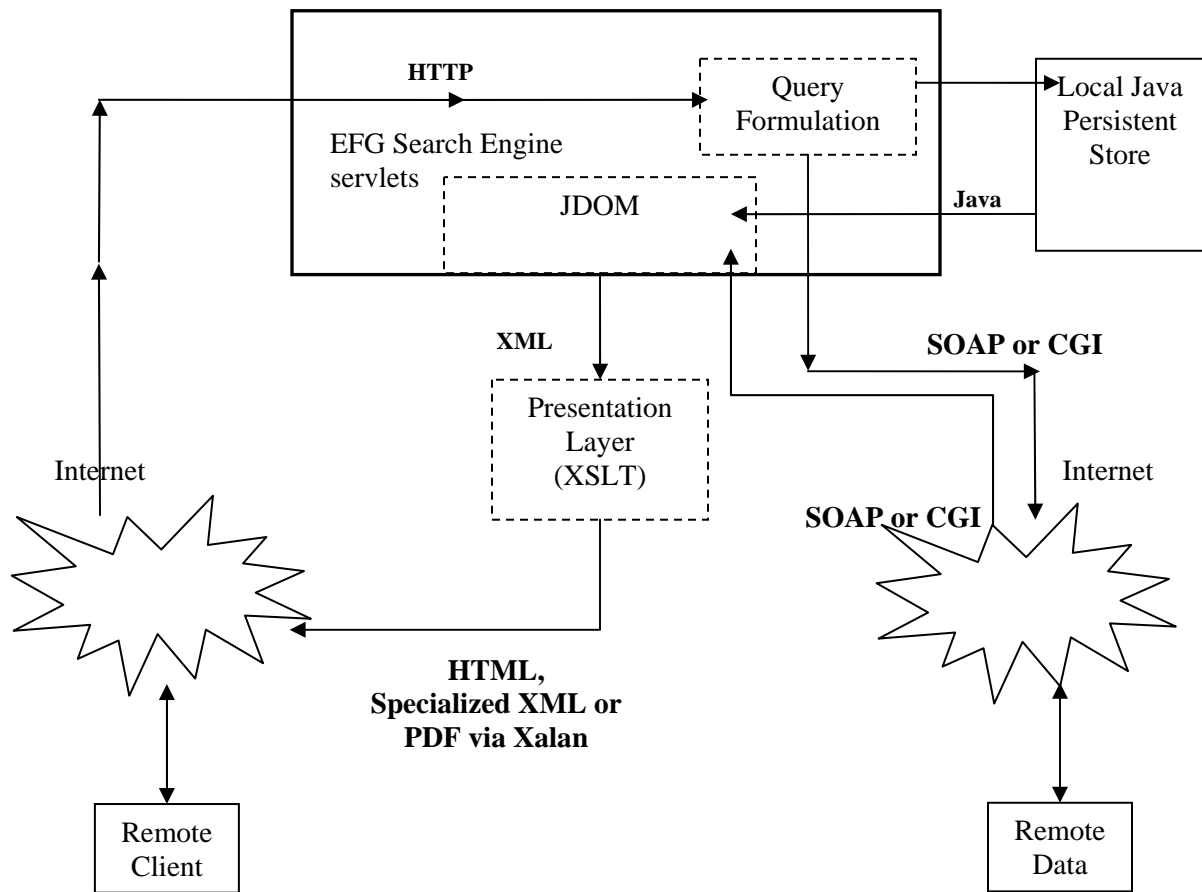 HTTP
Query
Formulation
Local Java
Persistent
Store
EFG Search Engine
servlets
JDOM
Java
XML
SOAP or CGI
Presentation
Layer
(XSLT)
Internet
Internet
SOAP or CGI
HTML,
Specialized XML or
PDF via Xalan
Remote
Client
Remote
Data